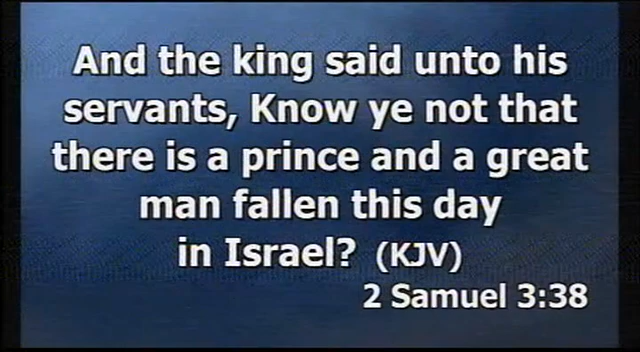 And the king said unto his
servants, Know ye not that
there is a prince and a great
man fallen this day
in Israel? (KJV)
2 Samuel 3:38